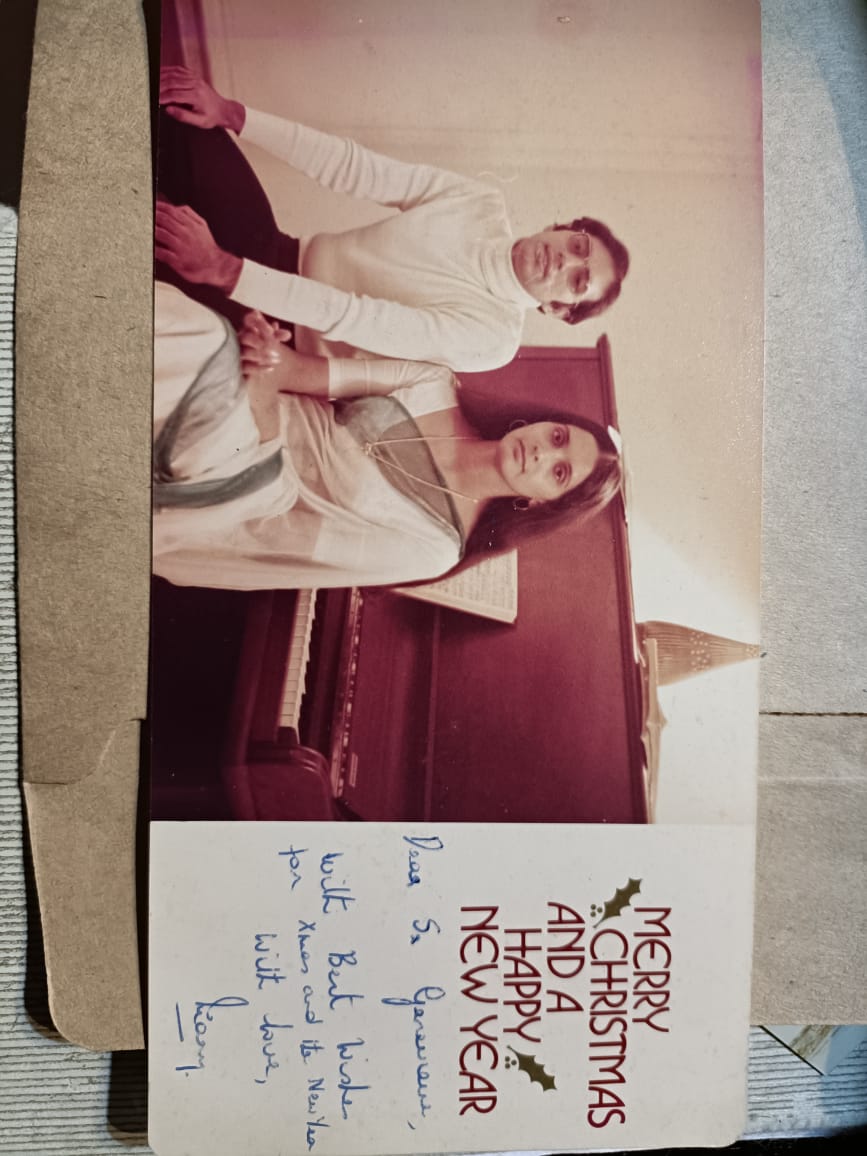 MERRY
CHRISTMAS
AND A
HAPPY
NEW YEAR
Dear Sr Genevieve,
With Best Wishes
for Xmas and the New Year
With love,
Mary